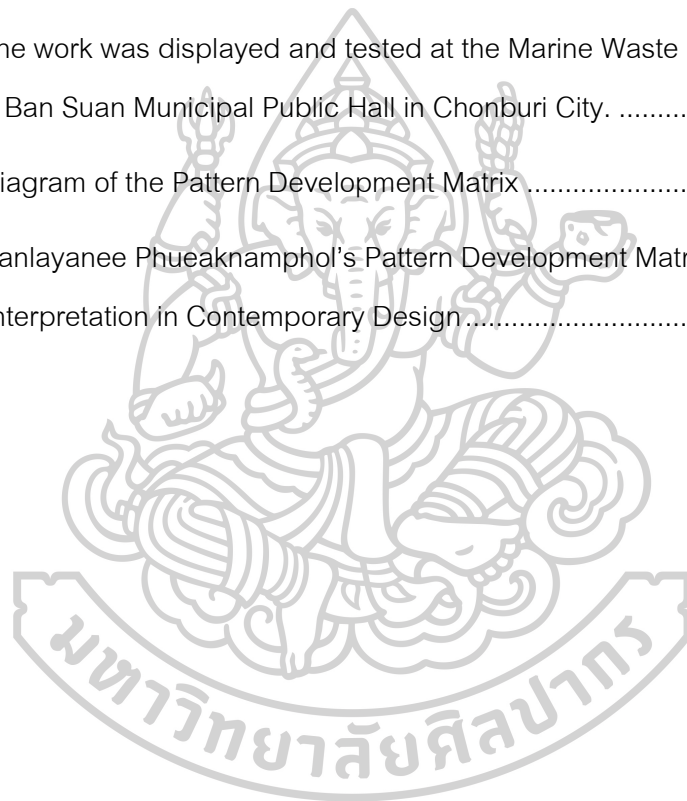 ne work was displayed and tested at the Marine Waste
Ban Suan Municipal Public Hall in Chonburi City. .........
iagram of the Pattern Development Matrix .....................
anlayanee Phueaknamphol's Pattern Development Matr
nterpretation in Contemporary Design.............................
มหาวิทยาลัยศิลปากร